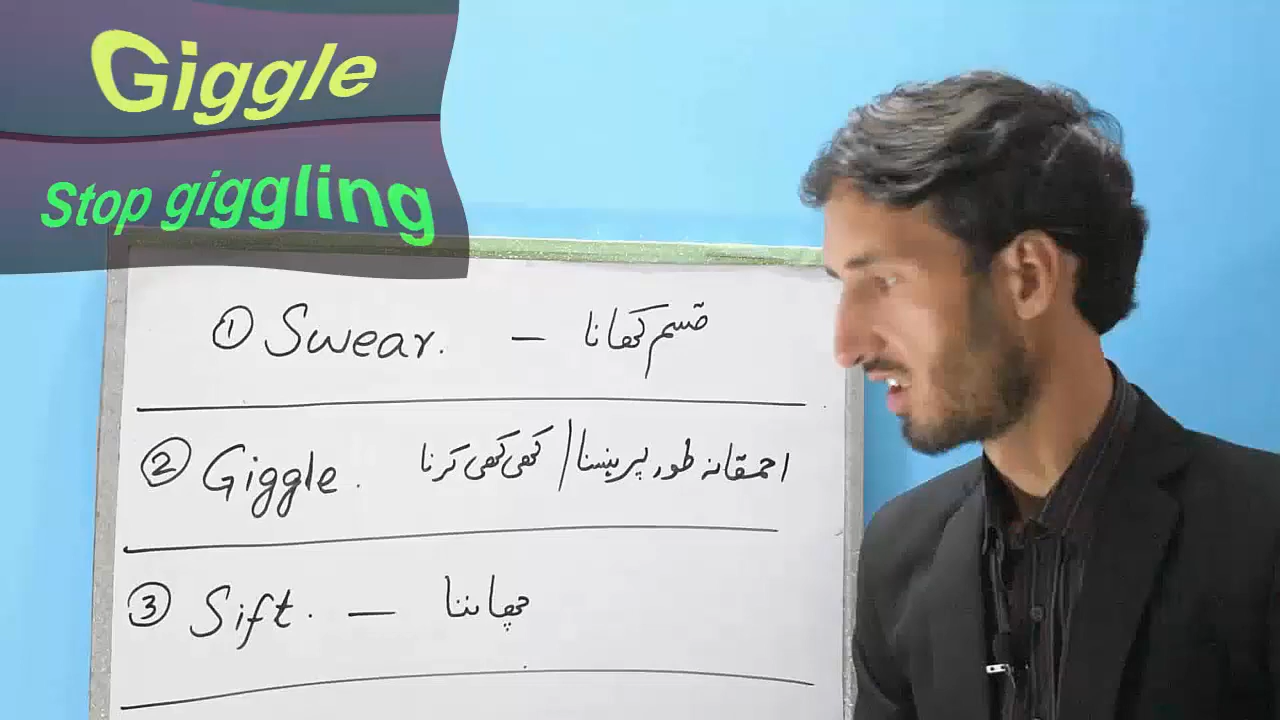 Giggle
Stop giggling
① Swear. — قسم کھانا
② Giggle. احمقانہ طور پر ہنسنا / کھی کھی کرنا
③ Sift. — چھاننا